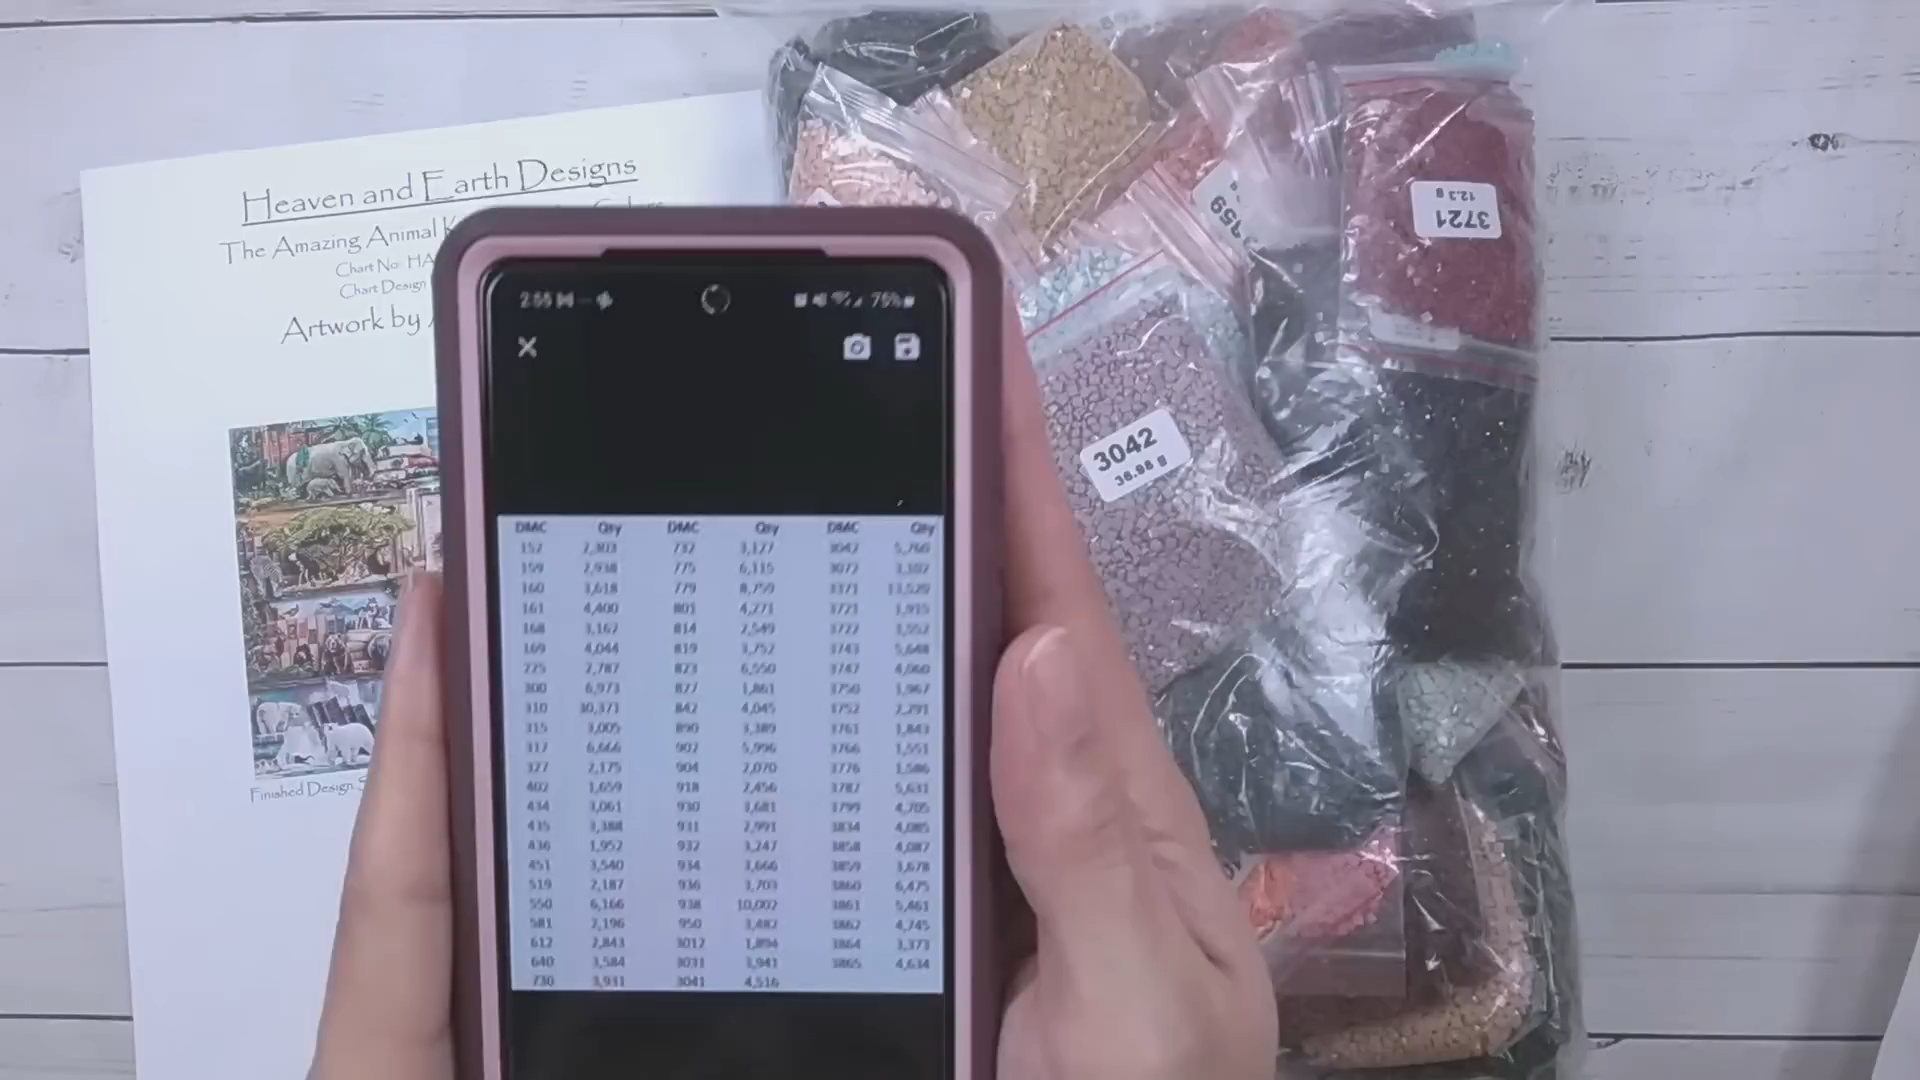 Heaven and Earth Designs
The Amazing Animal
Chart No: HA
Chart Design
Artwork by
Finished Design
2:55
75%
DMC Qty DMC Qty DMC Qty
152 2,303 732 3,127 3042 5,760
159 2,938 775 6,115 3072 3,102
160 3,618 779 8,759 3371 13,520
161 4,400 801 4,271 3721 1,915
168 3,162 814 2,549 3722 3,552
169 4,044 819 3,752 3743 5,648
225 2,787 823 6,550 3747 4,060
300 6,973 827 1,861 3750 1,967
310 30,371 842 4,045 3752 2,291
315 3,005 890 3,389 3761 1,843
317 6,666 902 5,996 3766 1,551
327 2,175 904 2,070 3776 1,586
402 1,659 918 2,456 3787 5,631
434 3,061 930 3,681 3799 4,705
435 3,388 931 2,991 3834 4,085
436 1,952 932 3,247 3858 4,087
451 3,540 934 3,666 3859 3,678
519 2,187 936 3,703 3860 6,475
550 6,166 938 10,002 3861 5,461
581 2,196 950 3,482 3862 4,745
612 2,843 3012 1,894 3864 3,373
640 3,584 3031 3,941 3865 4,634
730 3,931 3041 4,516
3721
12.3 g
3042
36.98 g